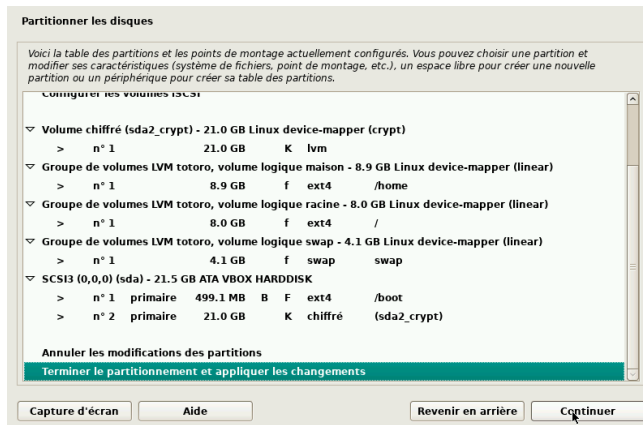 Partitionner les disques
Voici la table des partitions et les points de montage actuellement configurés. Vous pouvez choisir une partition et
modifier ses caractéristiques (système de fichiers, point de montage, etc.), un espace libre pour créer une nouvelle
partition ou un périphérique pour créer sa table des partitions.
Configurer les volumes iSCSI
Volume chiffré (sda2_crypt) - 21.0 GB Linux device-mapper (crypt)
> n° 1 21.0 GB K lvm
Groupe de volumes LVM totoro, volume logique maison - 8.9 GB Linux device-mapper (linear)
> n° 1 8.9 GB f ext4 /home
Groupe de volumes LVM totoro, volume logique racine - 8.0 GB Linux device-mapper (linear)
> n° 1 8.0 GB f ext4 /
Groupe de volumes LVM totoro, volume logique swap - 4.1 GB Linux device-mapper (linear)
> n° 1 4.1 GB f swap swap
SCSI3 (0,0,0) (sda) - 21.5 GB ATA VBOX HARDDISK
> n° 1 primaire 499.1 MB B F ext4 /boot
> n° 2 primaire 21.0 GB K chiffré (sda2_crypt)
Annuler les modifications des partitions
Terminer le partitionnement et appliquer les changements
Capture d'écran Aide Revenir en arrière Continuer